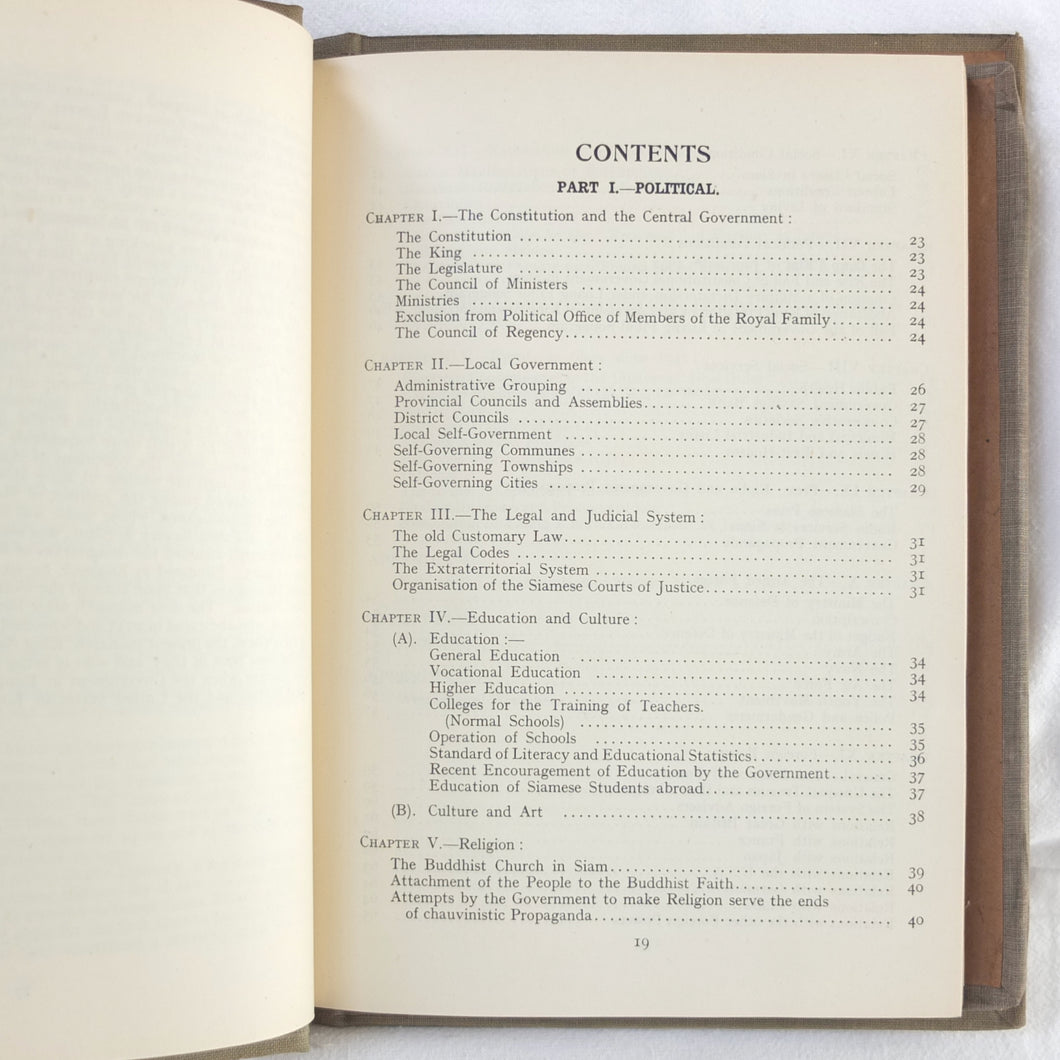 CONTENTS
PART I.—POLITICAL.
CHAPTER I.—The Constitution and the Central Government :
The Constitution ........ 23
The King ........ 23
The Legislature ........ 23
The Council of Ministers ........ 24
Ministries ........ 24
Exclusion from Political Office of Members of the Royal Family ........ 24
The Council of Regency ........ 24
CHAPTER II.—Local Government :
Administrative Grouping ........ 26
Provincial Councils and Assemblies ........ 27
District Councils ........ 27
Local Self-Government ........ 28
Self-Governing Communes ........ 28
Self-Governing Townships ........ 28
Self-Governing Cities ........ 29
CHAPTER III.—The Legal and Judicial System :
The old Customary Law ........ 31
The Legal Codes ........ 31
The Extraterritorial System ........ 31
Organisation of the Siamese Courts of Justice ........ 31
CHAPTER IV.—Education and Culture :
(A). Education :—
General Education ........ 34
Vocational Education ........ 34
Higher Education ........ 34
Colleges for the Training of Teachers.
(Normal Schools) ........ 35
Operation of Schools ........ 35
Standard of Literacy and Educational Statistics ........ 36
Recent Encouragement of Education by the Government ........ 37
Education of Siamese Students abroad ........ 37
(B). Culture and Art ........ 38
CHAPTER V.—Religion :
The Buddhist Church in Siam ........ 39
Attachment of the People to the Buddhist Faith ........ 40
Attempts by the Government to make Religion serve the ends
of chauvinistic Propaganda ........ 40
19